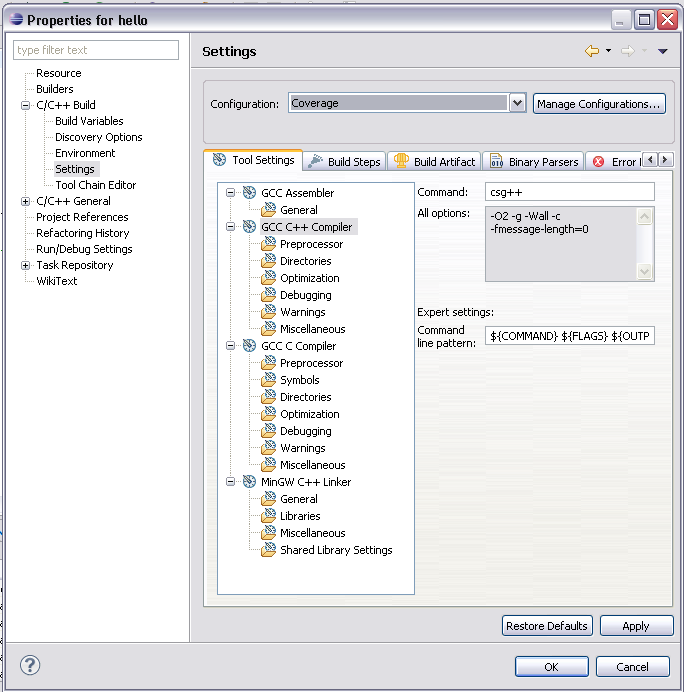 Properties for hello
type filter text
Resource
Builders
C/C++ Build
Build Variables
Discovery Options
Environment
Settings
Tool Chain Editor
C/C++ General
Project References
Refactoring History
Run/Debug Settings
Task Repository
WikiText
Settings
Configuration:
Coverage
Manage Configurations...
Tool Settings
Build Steps
Build Artifact
Binary Parsers
Error
GCC Assembler
General
GCC C++ Compiler
Preprocessor
Directories
Optimization
Debugging
Warnings
Miscellaneous
GCC C Compiler
Preprocessor
Symbols
Directories
Optimization
Debugging
Warnings
Miscellaneous
MinGW C++ Linker
General
Libraries
Miscellaneous
Shared Library Settings
Command:
csg++
All options:
-O2 -g -Wall -c
-fmessage-length=0
Expert settings:
Command
line pattern:
${COMMAND} ${FLAGS} ${OUTP
Restore Defaults
Apply
OK
Cancel